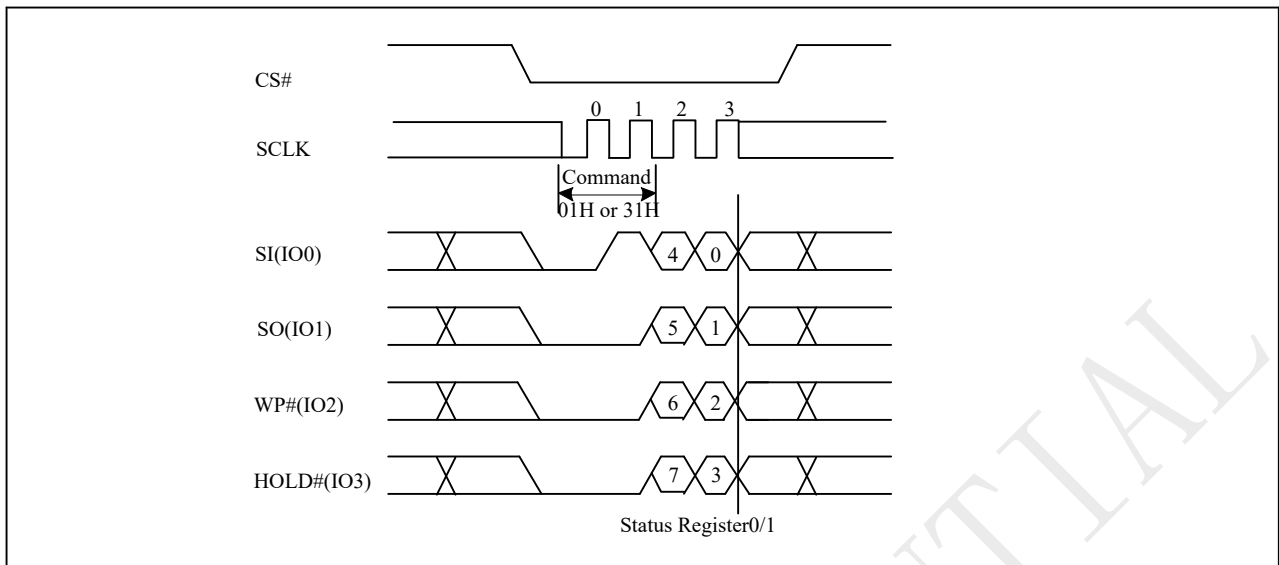 CS#
0 1 2 3
SCLK
Command
01H or 31H
SI(IO0) 4 0
SO(IO1) 5 1
WP#(IO2) 6 2
HOLD#(IO3) 7 3
Status Register0/1
NTIAL